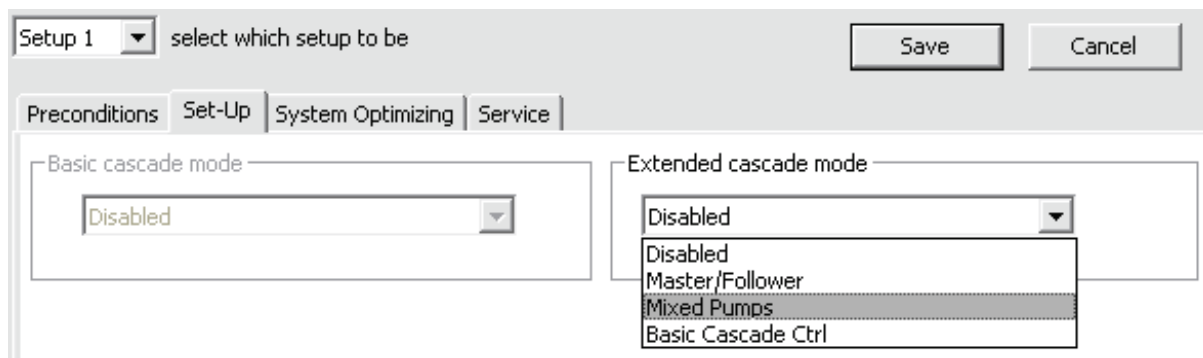 Setup 1 select which setup to be Save Cancel
Preconditions Set-Up System Optimizing Service
Basic cascade mode Extended cascade mode
Disabled Disabled
Disabled
Master/Follower
Mixed Pumps
Basic Cascade Ctrl